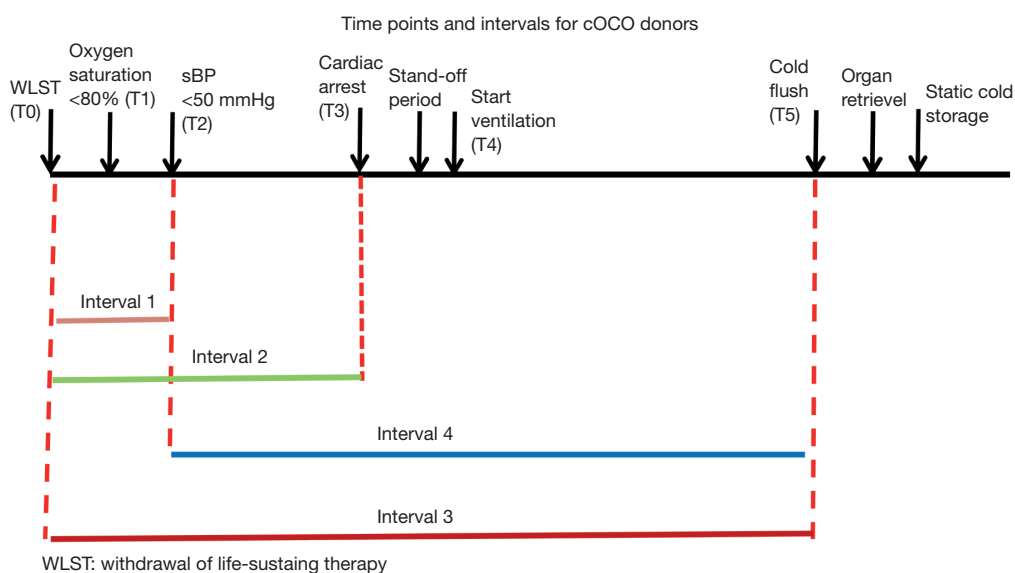 Time points and intervals for cOCO donors
WLST
(T0)
Oxygen
saturation
<80% (T1)
sBP
<50 mmHg
(T2)
Cardiac
arrest
(T3)
Stand-off
period
Start
ventilation
(T4)
Cold
flush
(T5)
Organ
retrievel
Static cold
storage
Interval 1
Interval 2
Interval 4
Interval 3
WLST: withdrawal of life-sustaing therapy